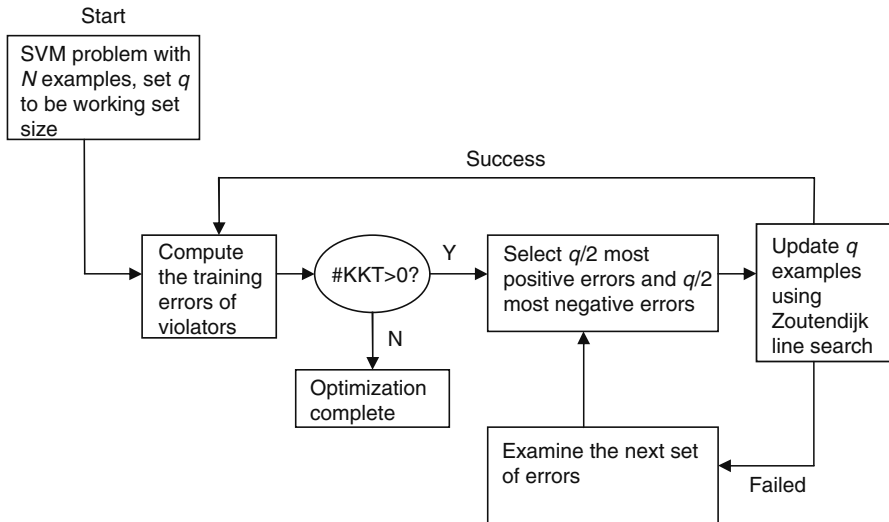 Start
SVM problem with
N examples, set q
to be working set
size
Success
Compute
the training
errors of
violators
#KKT>0?
Y
N
Optimization
complete
Select q/2 most
positive errors and q/2
most negative errors
Update q
examples
using
Zoutendijk
line search
Examine the next set
of errors
Failed